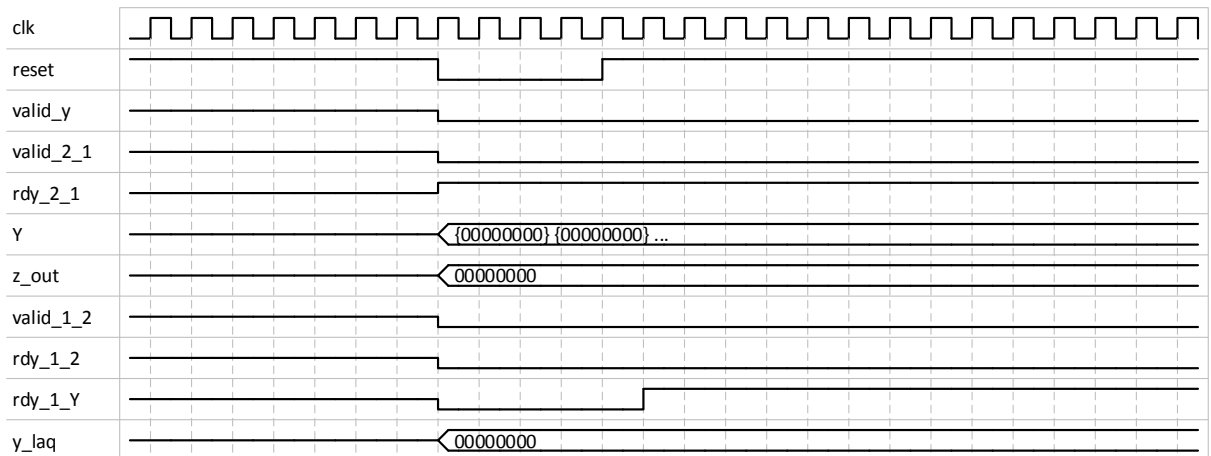 clk
reset
valid_y
valid_2_1
rdy_2_1
Y {00000000} {00000000} ...
z_out 00000000
valid_1_2
rdy_1_2
rdy_1_Y
y_laq 00000000